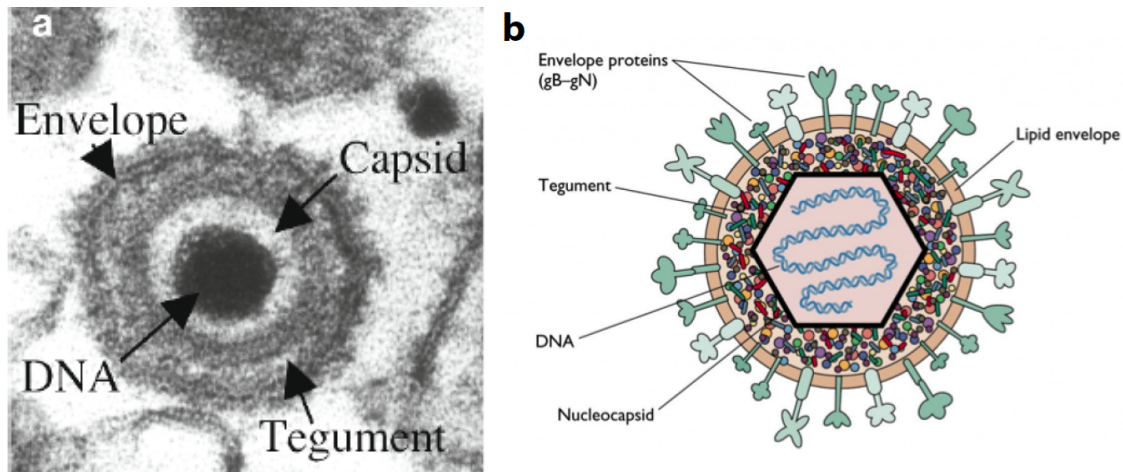 a
Envelope
Capsid
DNA
Tegument
b
Envelope proteins
(gB–gN)
Lipid envelope
Tegument
DNA
Nucleocapsid